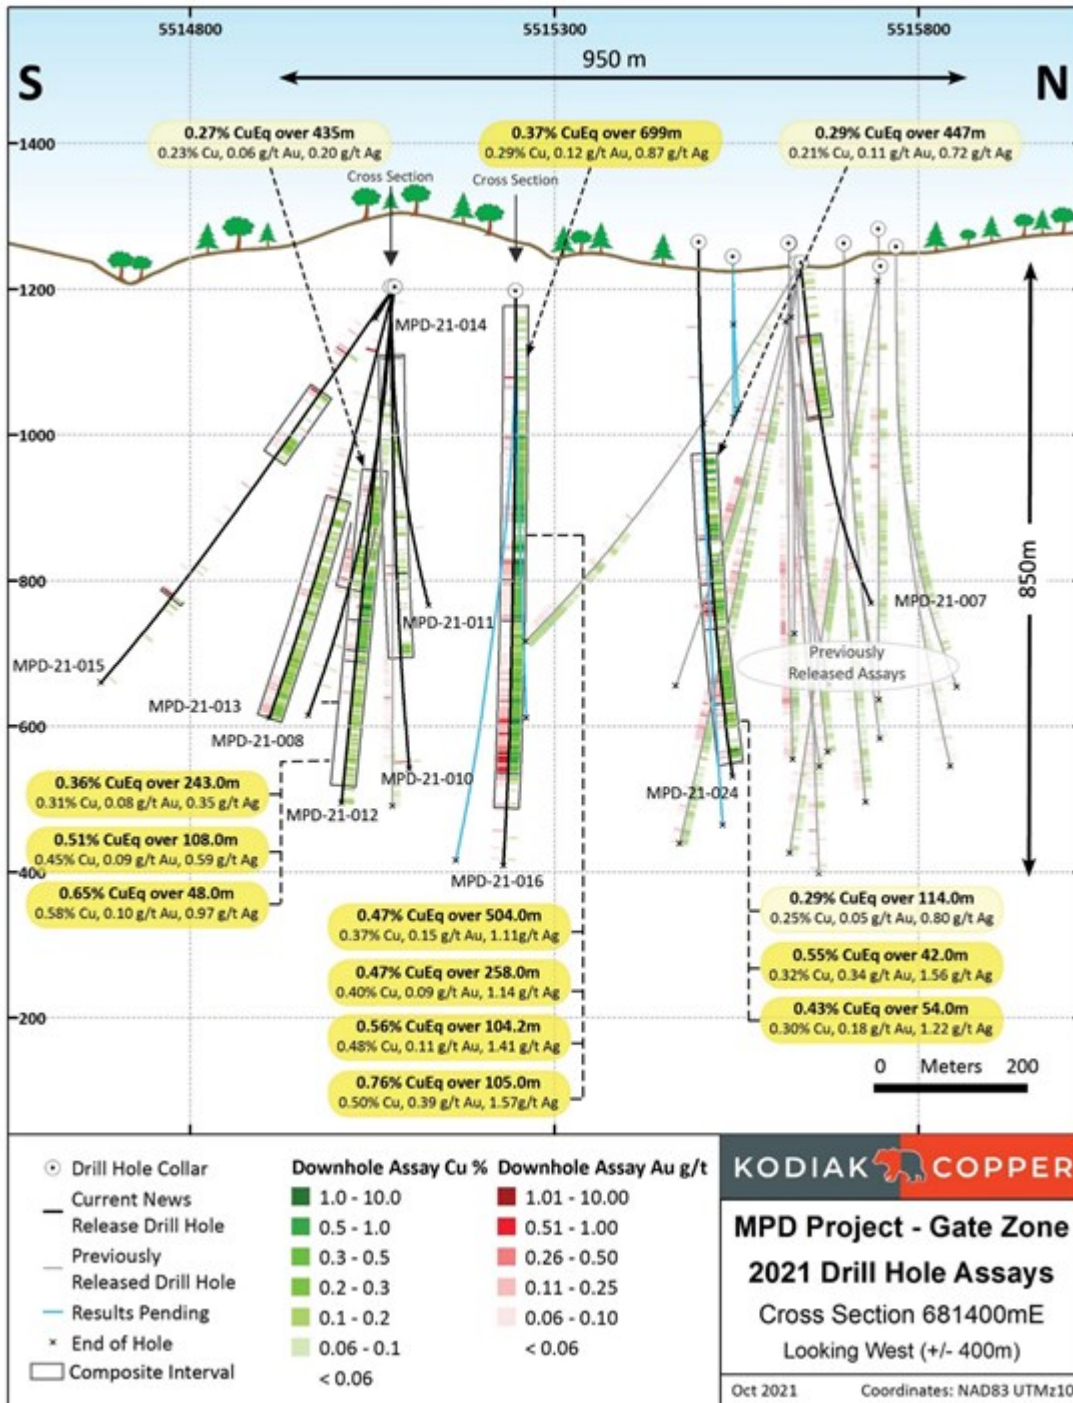 5514800
5515300
5515800
S
950 m
N
1400
0.27% CuEq over 435m
0.23% Cu, 0.06 g/t Au, 0.20 g/t Ag
0.37% CuEq over 699m
0.29% Cu, 0.12 g/t Au, 0.87 g/t Ag
0.29% CuEq over 447m
0.21% Cu, 0.11 g/t Au, 0.72 g/t Ag
Cross Section
Cross Section
1200
MPD-21-014
1000
800
850m
MPD-21-007
MPD-21-011
Previously
Released Assays
MPD-21-015
MPD-21-013
600
MPD-21-008
MPD-21-010
MPD-21-024
MPD-21-012
MPD-21-016
0.36% CuEq over 243.0m
0.31% Cu, 0.08 g/t Au, 0.35 g/t Ag
0.51% CuEq over 108.0m
0.45% Cu, 0.09 g/t Au, 0.59 g/t Ag
400
0.65% CuEq over 48.0m
0.58% Cu, 0.10 g/t Au, 0.97 g/t Ag
0.47% CuEq over 504.0m
0.37% Cu, 0.15 g/t Au, 1.11g/t Ag
0.47% CuEq over 258.0m
0.40% Cu, 0.09 g/t Au, 1.14 g/t Ag
0.56% CuEq over 104.2m
0.48% Cu, 0.11 g/t Au, 1.41 g/t Ag
0.76% CuEq over 105.0m
0.50% Cu, 0.39 g/t Au, 1.57g/t Ag
0.29% CuEq over 114.0m
0.25% Cu, 0.05 g/t Au, 0.80 g/t Ag
0.55% CuEq over 42.0m
0.32% Cu, 0.34 g/t Au, 1.56 g/t Ag
0.43% CuEq over 54.0m
0.30% Cu, 0.18 g/t Au, 1.22 g/t Ag
200
0 Meters 200
Drill Hole Collar
Current News
Release Drill Hole
Previously
Released Drill Hole
Results Pending
End of Hole
Composite Interval
Downhole Assay Cu %
1.0 - 10.0
0.5 - 1.0
0.3 - 0.5
0.2 - 0.3
0.1 - 0.2
0.06 - 0.1
< 0.06
Downhole Assay Au g/t
1.01 - 10.00
0.51 - 1.00
0.26 - 0.50
0.11 - 0.25
0.06 - 0.10
< 0.06
KODIAK COPPER
MPD Project - Gate Zone
2021 Drill Hole Assays
Cross Section 681400mE
Looking West (+/- 400m)
Oct 2021 Coordinates: NAD83 UTMz10